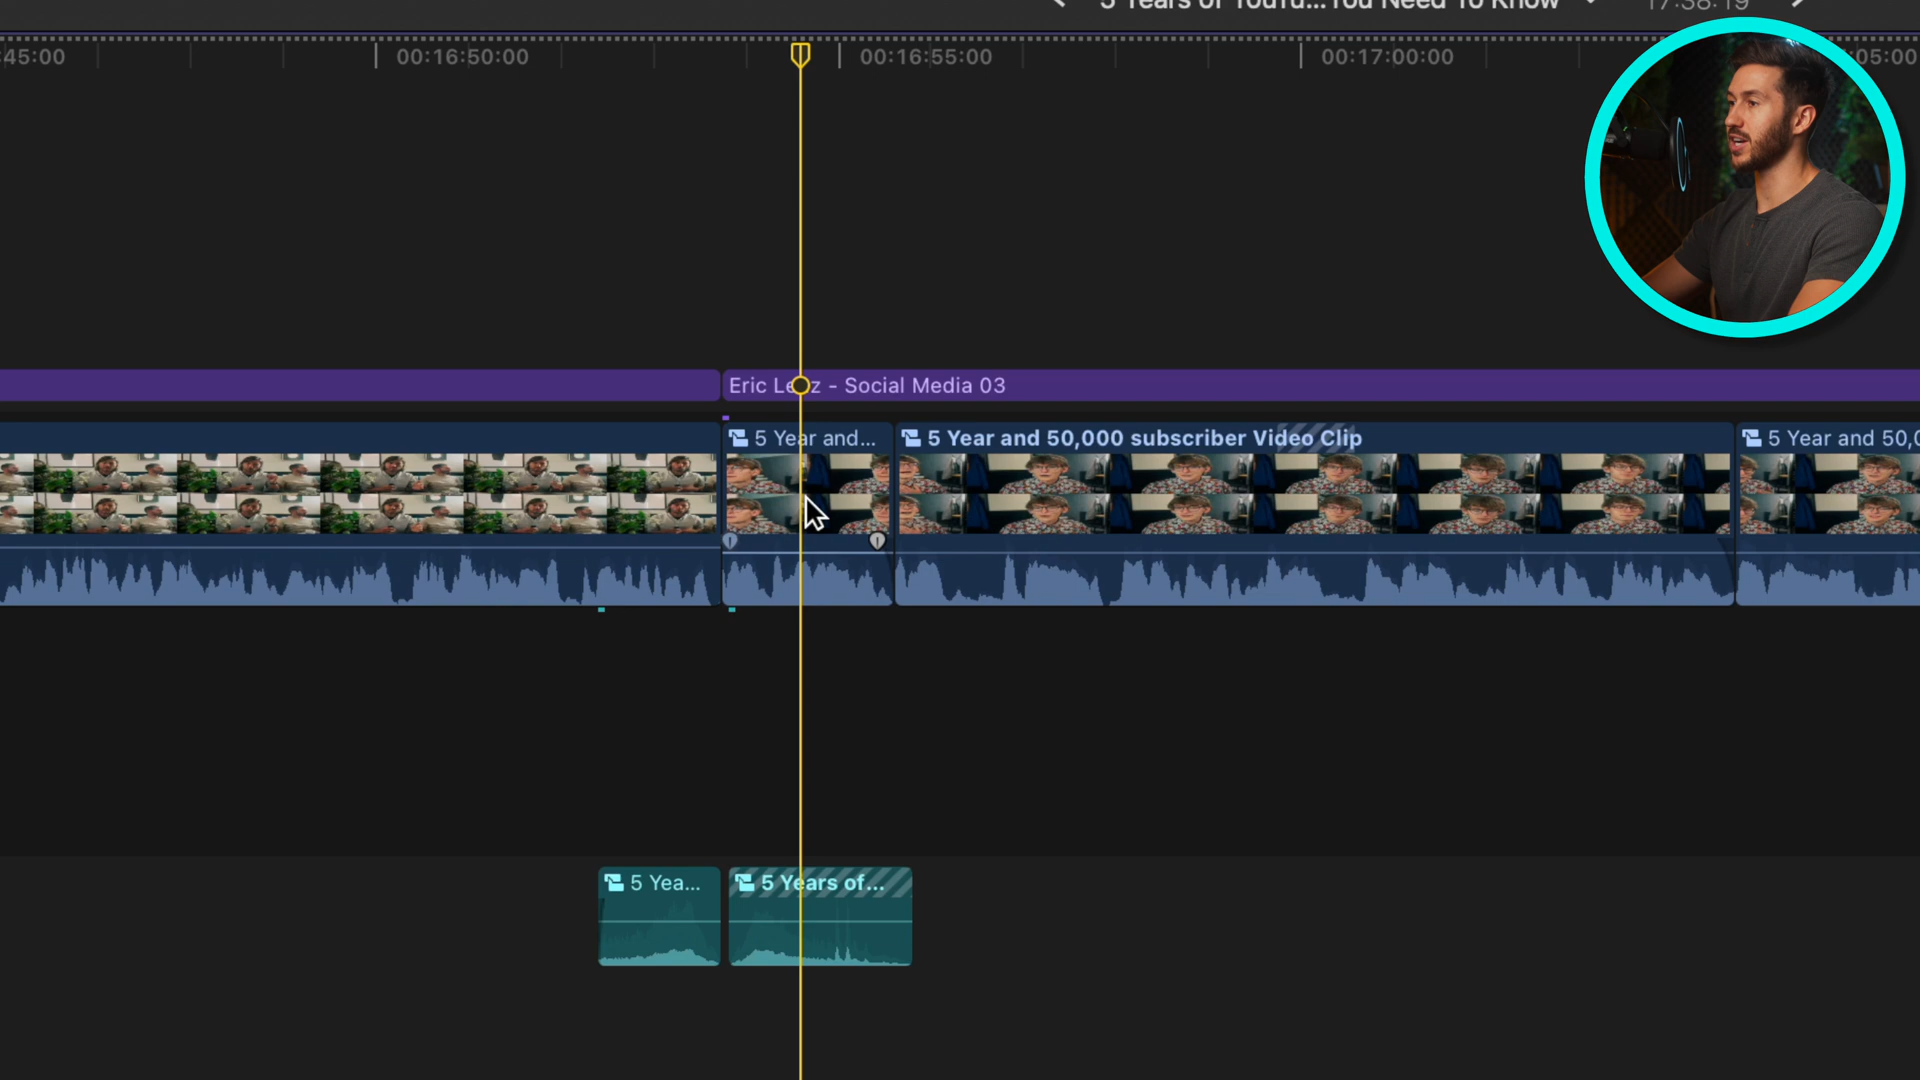 5 Years of YouTu...You Need To Know
17:38:19
:45:00
00:16:50:00
00:16:55:00
00:17:00:00
05:00
Eric Le z - Social Media 03
5 Year and...
5 Year and 50,000 subscriber Video Clip
5 Year and 50,0
5 Yea...
5 Years of...